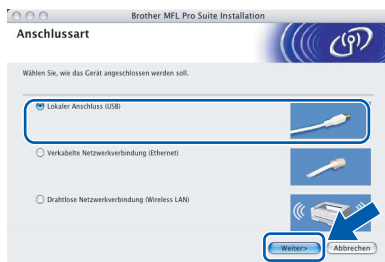 Brother MFL Pro Suite Installation
Anschlussart
Wählen Sie, wie das Gerät angeschlossen werden soll.
Lokaler Anschluss (USB)
Verkabelte Netzwerkverbindung (Ethernet)
Drahtlose Netzwerkverbindung (Wireless LAN)
Weiter>
Abbrechen